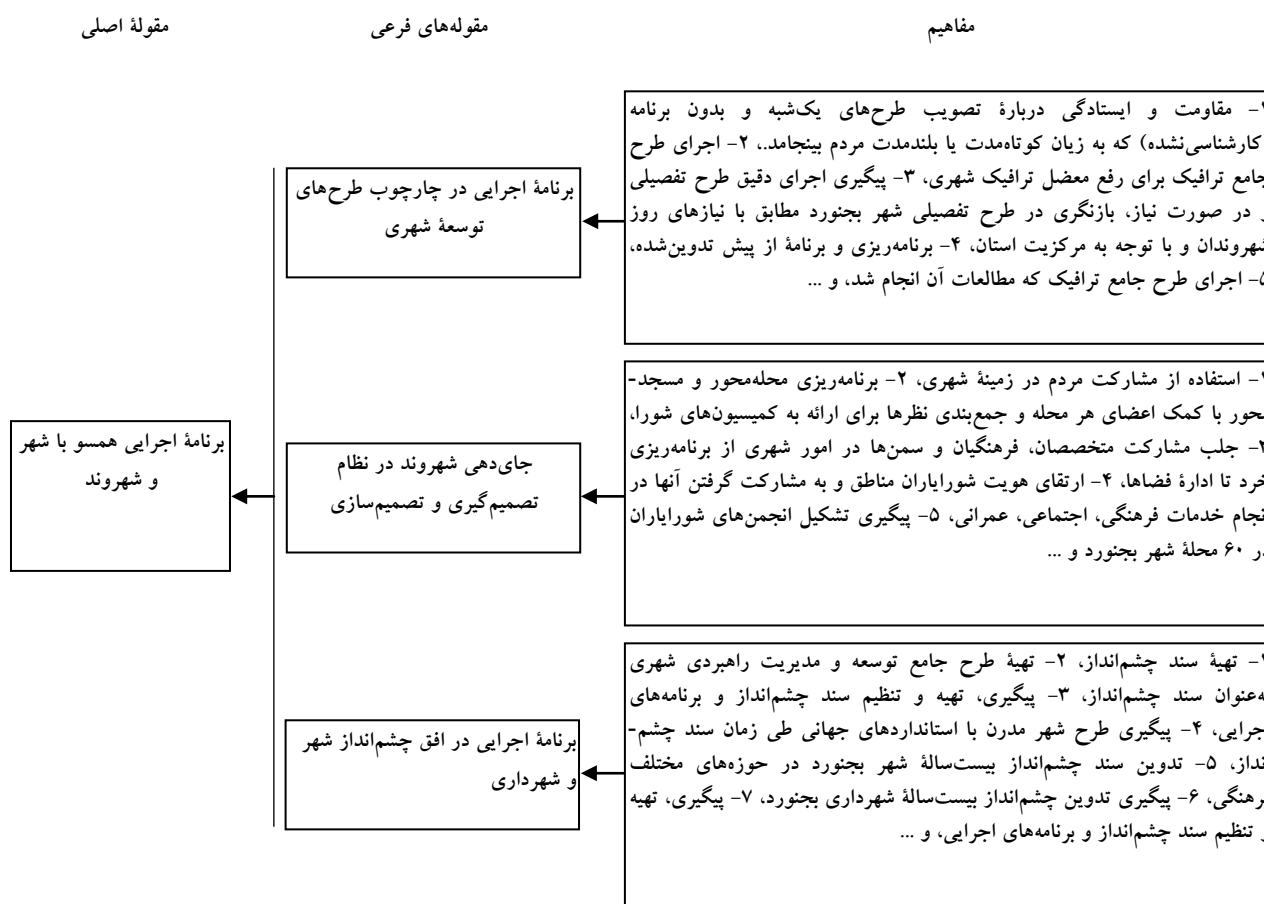 مفاهیم
مقوله‌های فرعی
مقولهٔ اصلی
- مقاومت و ایستادگی دربارهٔ تصویب طرح‌های یک‌شبه و بدون برنامه
کارشناسی‌نشده) که به زیان کوتاه‌مدت یا بلندمدت مردم بینجامد.، ۲- اجرای طرح
جامع ترافیک برای رفع معضل ترافیک شهری، ۳- پیگیری اجرای دقیق طرح تفصیلی
در صورت نیاز، بازنگری در طرح تفصیلی شهر بجنورد مطابق با نیازهای روز
شهروندان و با توجه به مرکزیت استان، ۴- برنامه‌ریزی و برنامهٔ از پیش تدوین‌شده،
۵- اجرای طرح جامع ترافیک که مطالعات آن انجام شد، و ...
برنامهٔ اجرایی در چارچوب طرح‌های
توسعهٔ شهری
- استفاده از مشارکت مردم در زمینهٔ شهری، ۲- برنامه‌ریزی محله‌محور و مسجد-
محور با کمک اعضای هر محله و جمع‌بندی نظرها برای ارائه به کمیسیون‌های شورا،
- جلب مشارکت متخصصان، فرهنگیان و سمن‌ها در امور شهری از برنامه‌ریزی
خرد تا ادارهٔ فضاها، ۴- ارتقای هویت شورایاران مناطق و به مشارکت گرفتن آنها در
انجام خدمات فرهنگی، اجتماعی، عمرانی، ۵- پیگیری تشکیل انجمن‌های شورایاران
در ۶۰ محلهٔ شهر بجنورد و ...
جای‌دهی شهروند در نظام
تصمیم‌گیری و تصمیم‌سازی
برنامهٔ اجرایی همسو با شهر
و شهروند
- تهیهٔ سند چشم‌انداز، ۲- تهیهٔ طرح جامع توسعه و مدیریت راهبردی شهری
به‌عنوان سند چشم‌انداز، ۳- پیگیری، تهیه و تنظیم سند چشم‌انداز و برنامه‌های
اجرایی، ۴- پیگیری طرح شهر مدرن با استانداردهای جهانی طی زمان سند چشم-
انداز، ۵- تدوین سند چشم‌انداز بیست‌سالهٔ شهر بجنورد در حوزه‌های مختلف
فرهنگی، ۶- پیگیری تدوین چشم‌انداز بیست‌سالهٔ شهرداری بجنورد، ۷- پیگیری، تهیه
و تنظیم سند چشم‌انداز و برنامه‌های اجرایی، و ...
برنامهٔ اجرایی در افق چشم‌انداز شهر
و شهرداری